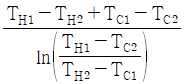 T_H1 − T_H2 + T_C1 − T_C2
ln((T_H1 − T_C2)/(T_H2 − T_C1))